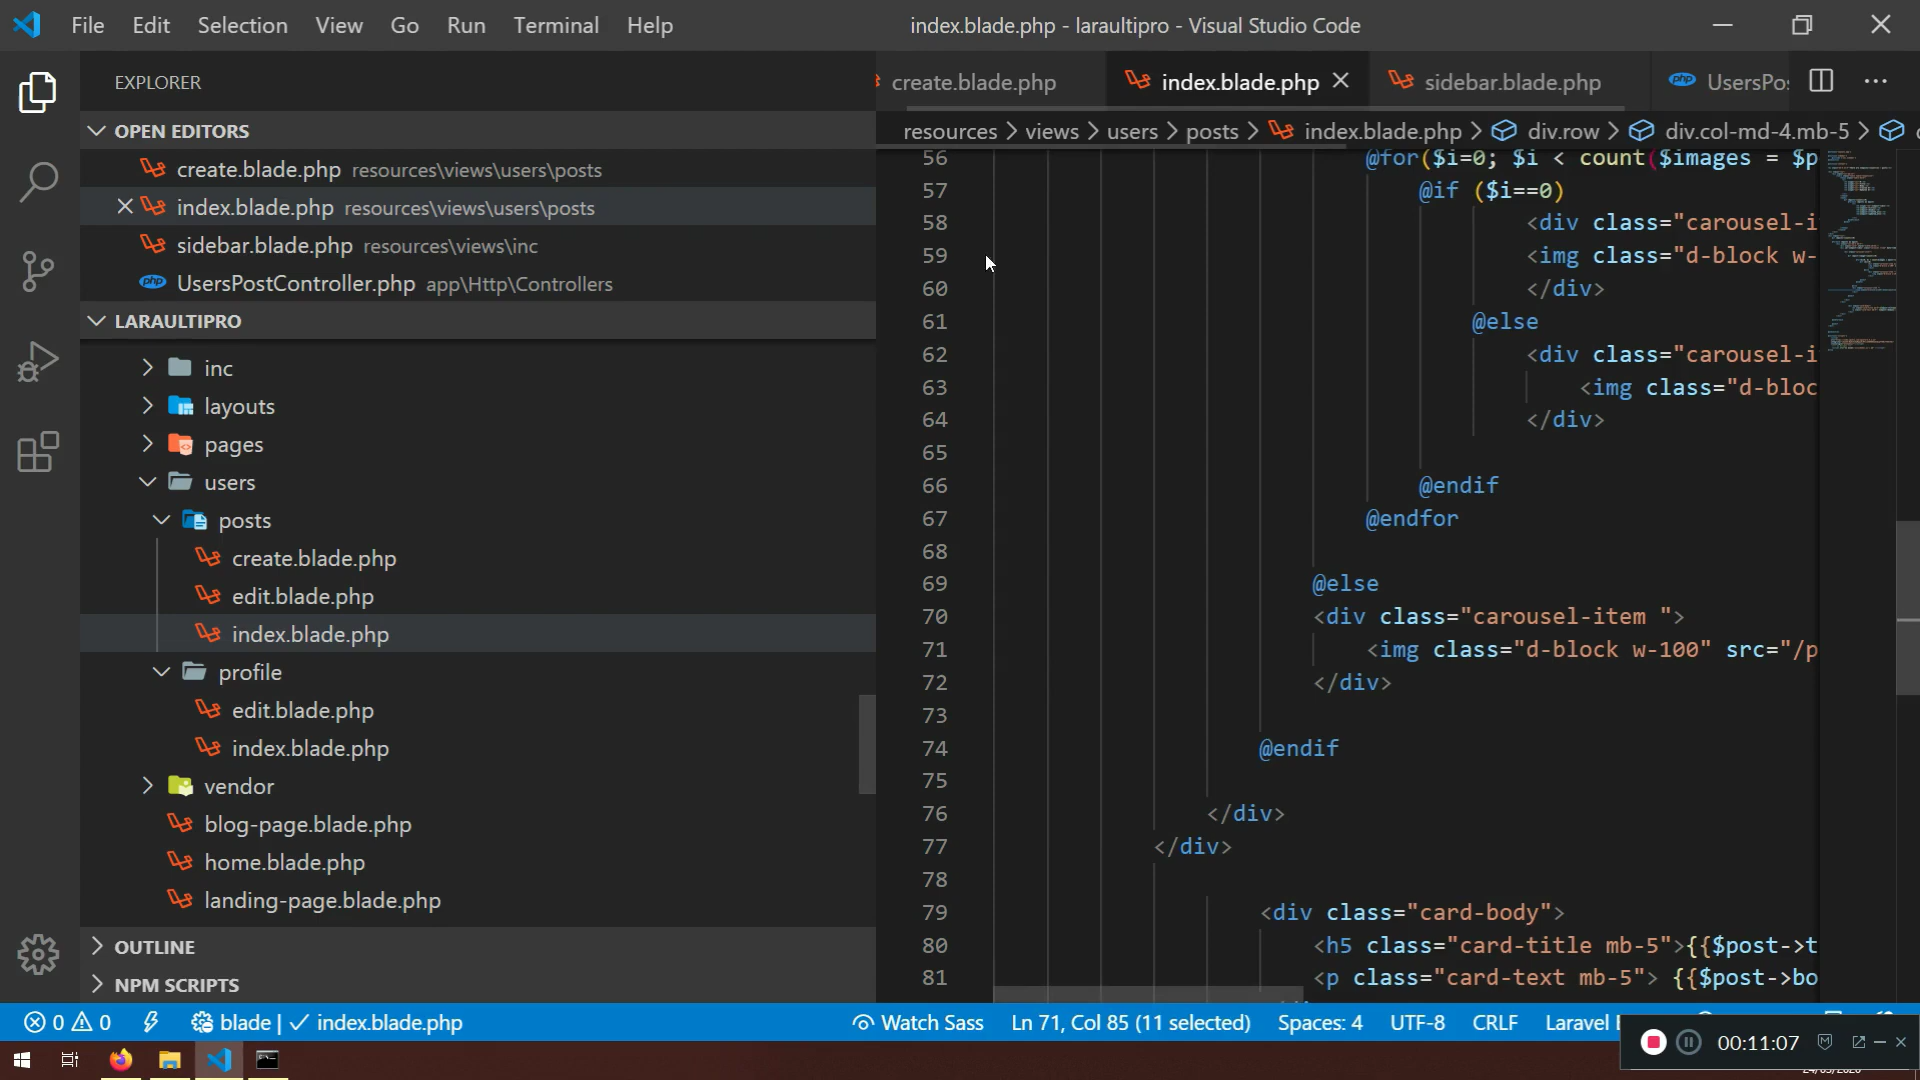 File Edit Selection View Go Run Terminal Help
index.blade.php - laraultipro - Visual Studio Code
EXPLORER
OPEN EDITORS
create.blade.php resources\views\users\posts
index.blade.php resources\views\users\posts
sidebar.blade.php resources\views\inc
UsersPostController.php app\Http\Controllers
LARAULTIPRO
inc
layouts
pages
users
posts
create.blade.php
edit.blade.php
index.blade.php
profile
edit.blade.php
index.blade.php
vendor
blog-page.blade.php
home.blade.php
landing-page.blade.php
OUTLINE
NPM SCRIPTS
create.blade.php index.blade.php sidebar.blade.php php UsersPos
resources > views > users > posts > index.blade.php > div.row > div.col-md-4.mb-5 >
56 @for($i=0; $i < count($images = $p
57 @if ($i==0)
58 <div class="carousel-i
59 <img class="d-block w-
60 </div>
61 @else
62 <div class="carousel-i
63 <img class="d-bloc
64 </div>
65
66 @endif
67 @endfor
68
69 @else
70 <div class="carousel-item ">
71 <img class="d-block w-100" src="/p
72 </div>
73
74 @endif
75
76 </div>
77 </div>
78
79 <div class="card-body">
80 <h5 class="card-title mb-5">{{$post->t
81 <p class="card-text mb-5"> {{$post->bo
0 0 blade | ✓ index.blade.php Watch Sass Ln 71, Col 85 (11 selected) Spaces: 4 UTF-8 CRLF Laravel
00:11:07